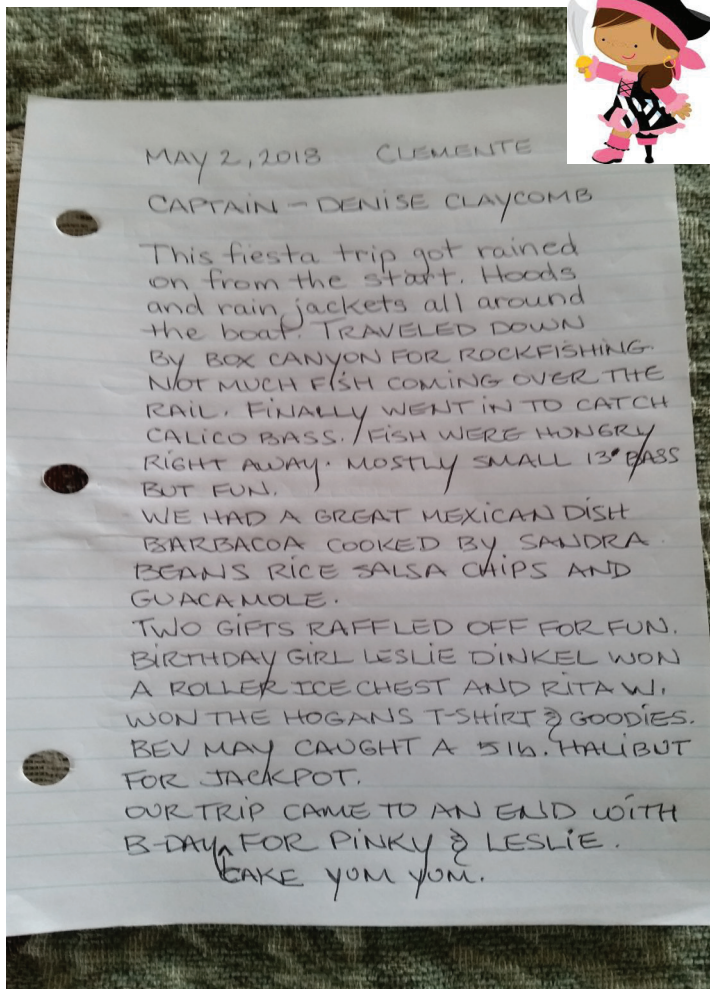 MAY 2, 2018 CLEMENTE
CAPTAIN - DENISE CLAYCOMB
This fiesta trip got rained
on from the start. Hoods
and rain jackets all around
the boat. TRAVELED DOWN
BY BOX CANYON FOR ROCKFISHING.
NOT MUCH FISH COMING OVER THE
RAIL. FINALLY WENT IN TO CATCH
CALICO BASS. FISH WERE HUNGRY
RIGHT AWAY. MOSTLY SMALL 13" BASS
BUT FUN.
WE HAD A GREAT MEXICAN DISH
BARBACOA COOKED BY SANDRA
BEANS RICE SALSA CHIPS AND
GUACAMOLE.
TWO GIFTS RAFFLED OFF FOR FUN.
BIRTHDAY GIRL LESLIE DINKEL WON
A ROLLER ICE CHEST AND RITA W.
WON THE HOGANS T-SHIRT & GOODIES.
BEV MAY CAUGHT A 5 lb. HALIBUT
FOR JACKPOT.
OUR TRIP CAME TO AN END WITH
B-DAY FOR PINKY & LESLIE.
CAKE YUM YUM.